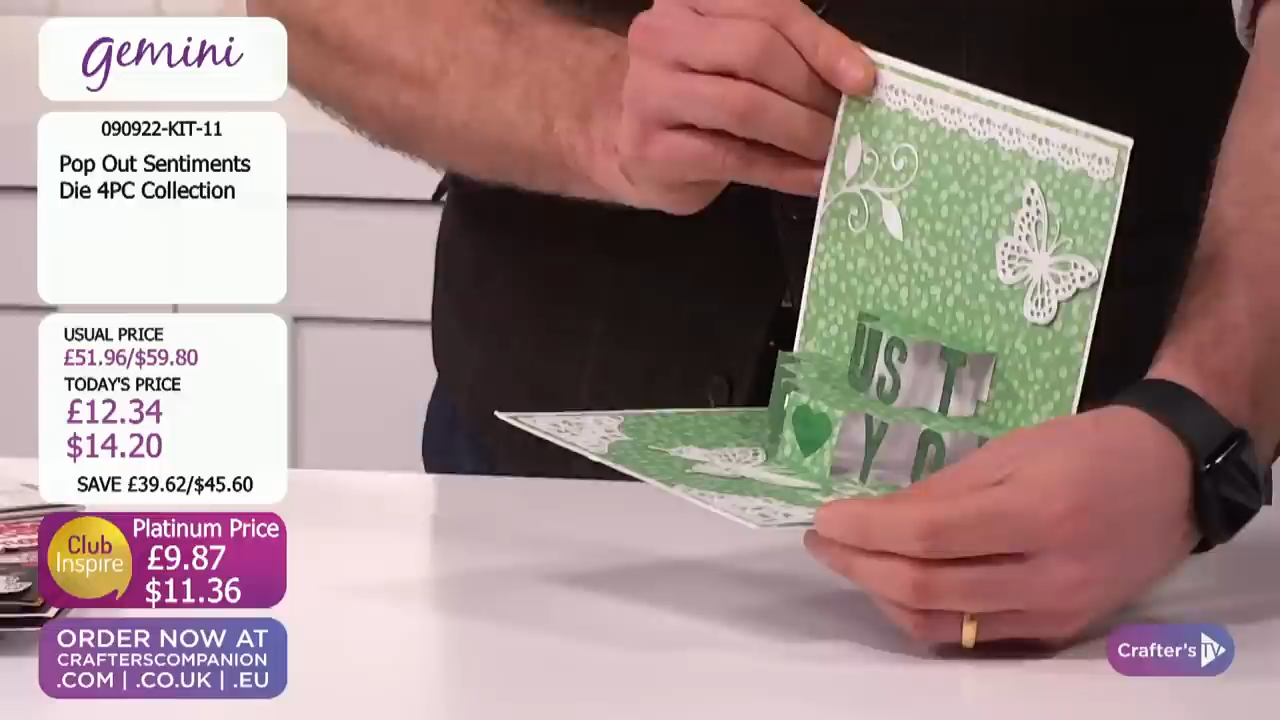 gemini
090922-KIT-11
Pop Out Sentiments
Die 4PC Collection
USUAL PRICE
£51.96/$59.80
TODAY'S PRICE
£12.34
$14.20
SAVE £39.62/$45.60
Club
Inspire
Platinum Price
£9.87
$11.36
ORDER NOW AT
CRAFTERSCOMPANION
.COM | .CO.UK | .EU
UST
YO
Crafter's TV